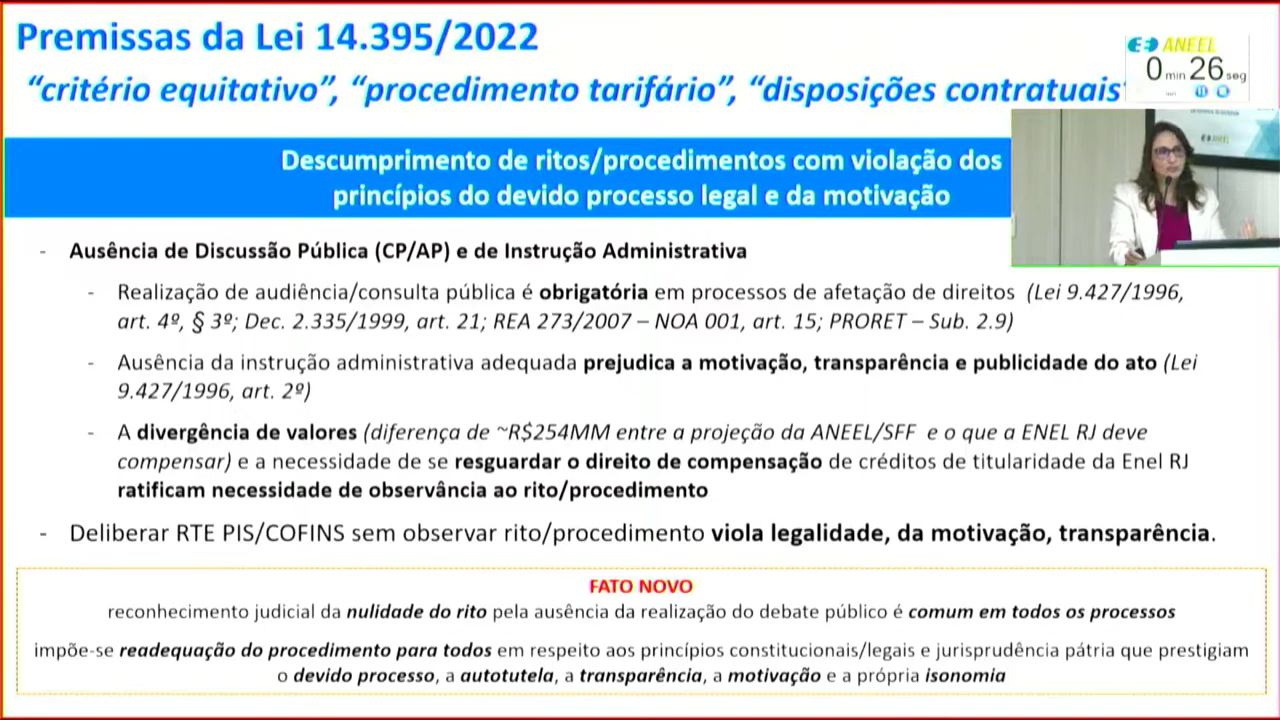 Premissas da Lei 14.395/2022
“critério equitativo”, “procedimento tarifário”, “disposições contratuais”
ANEEL
0 min 26 seg
Descumprimento de ritos/procedimentos com violação dos
princípios do devido processo legal e da motivação
- Ausência de Discussão Pública (CP/AP) e de Instrução Administrativa
- Realização de audiência/consulta pública é obrigatória em processos de afetação de direitos (Lei 9.427/1996,
art. 4º, § 3º; Dec. 2.335/1999, art. 21; REA 273/2007 – NOA 001, art. 15; PRORET – Sub. 2.9)
- Ausência da instrução administrativa adequada prejudica a motivação, transparência e publicidade do ato (Lei
9.427/1996, art. 2º)
- A divergência de valores (diferença de ~R$254MM entre a projeção da ANEEL/SFF e o que a ENEL RJ deve
compensar) e a necessidade de se resguardar o direito de compensação de créditos de titularidade da Enel RJ
ratificam necessidade de observância ao rito/procedimento
- Deliberar RTE PIS/COFINS sem observar rito/procedimento viola legalidade, da motivação, transparência.
FATO NOVO
reconhecimento judicial da nulidade do rito pela ausência da realização do debate público é comum em todos os processos
impõe-se readequação do procedimento para todos em respeito aos princípios constitucionais/legais e jurisprudência pátria que prestigiam
o devido processo, a autotutela, a transparência, a motivação e a própria isonomia